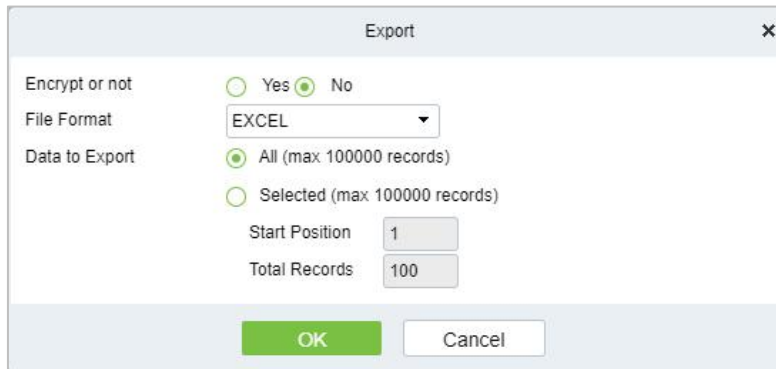 Export
Encrypt or not Yes No
File Format EXCEL
Data to Export All (max 100000 records)
Selected (max 100000 records)
Start Position 1
Total Records 100
OK Cancel